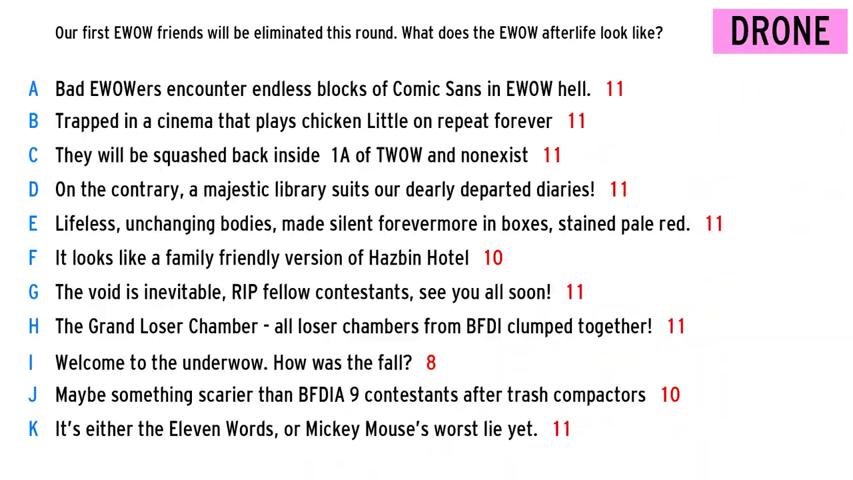 Our first EWOW friends will be eliminated this round. What does the EWOW afterlife look like?
DRONE
A Bad EWOWers encounter endless blocks of Comic Sans in EWOW hell. 11
B Trapped in a cinema that plays chicken Little on repeat forever 11
C They will be squashed back inside 1A of TWOW and nonexist 11
D On the contrary, a majestic library suits our dearly departed diaries! 11
E Lifeless, unchanging bodies, made silent forevermore in boxes, stained pale red. 11
F It looks like a family friendly version of Hazbin Hotel 10
G The void is inevitable, RIP fellow contestants, see you all soon! 11
H The Grand Loser Chamber - all loser chambers from BFDI clumped together! 11
I Welcome to the underwow. How was the fall? 8
J Maybe something scarier than BFDIA 9 contestants after trash compactors 10
K It's either the Eleven Words, or Mickey Mouse's worst lie yet. 11